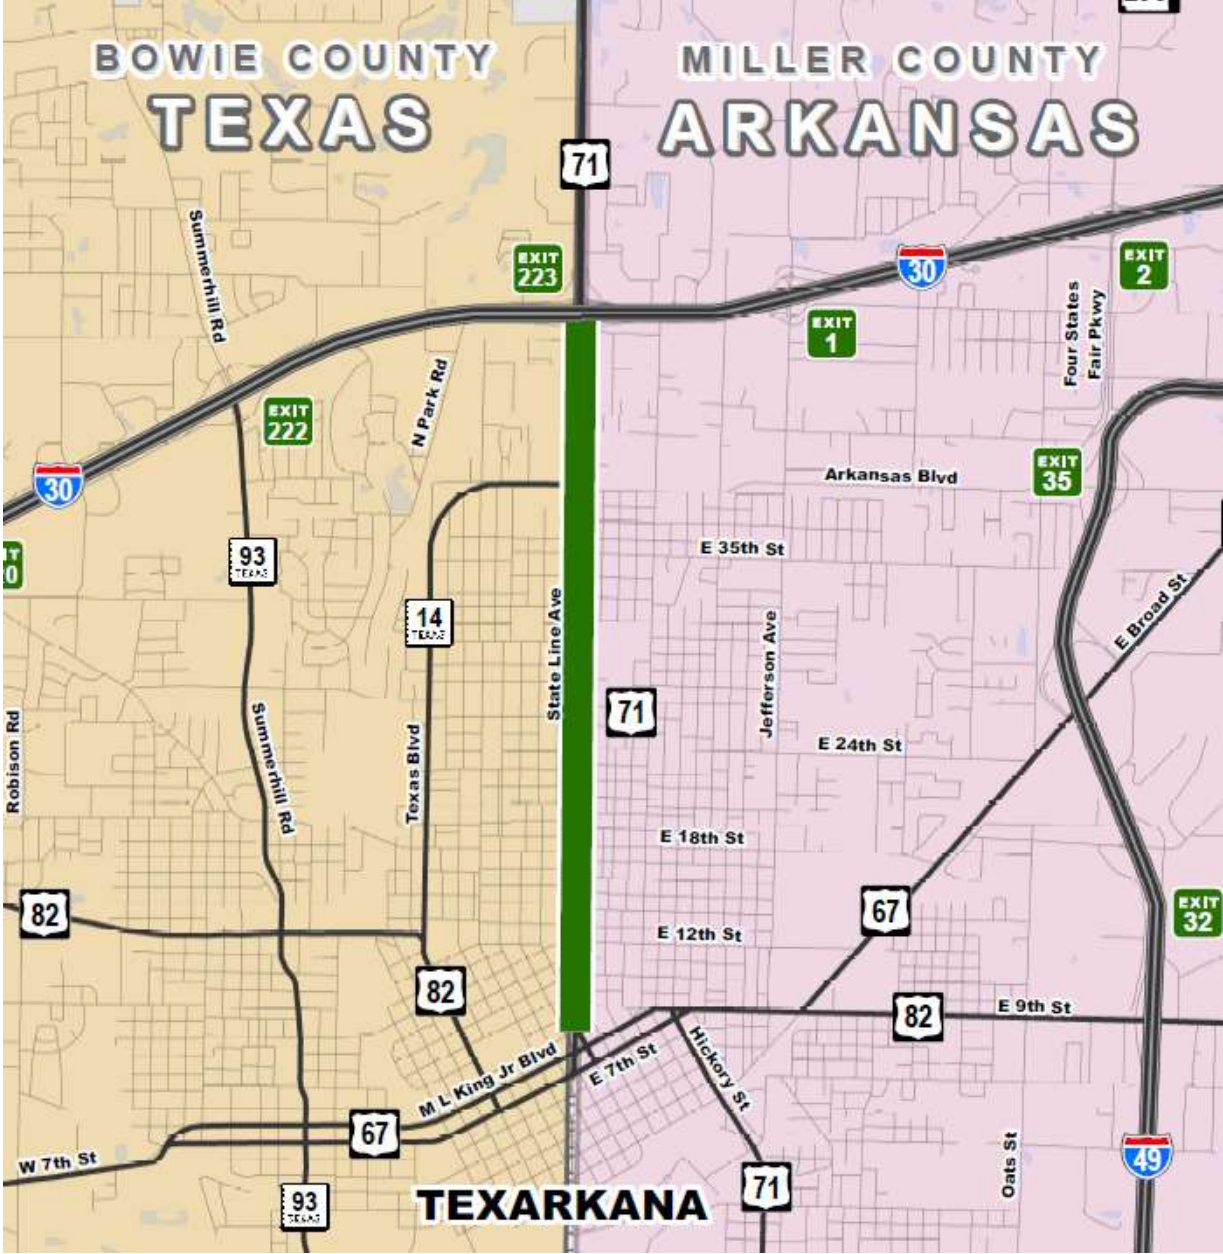 BOWIE COUNTY
TEXAS
MILLER COUNTY
ARKANSAS
71
EXIT
223
30
EXIT
2
EXIT
1
Summerhill Rd
Four States
Fair Pkwy
N Park Rd
EXIT
222
30
Arkansas Blvd
EXIT
35
E 35th St
93
TEXAS
14
TEXAS
State Line Ave
Jefferson Ave
E Broad St
71
Robison Rd
Summerhill Rd
Texas Blvd
E 24th St
E 18th St
82
67
EXIT
32
E 12th St
82
82
E 9th St
M L King Jr Blvd
E 7th St
Hickory St
67
W 7th St
Oats St
49
93
TEXAS
TEXARKANA
71